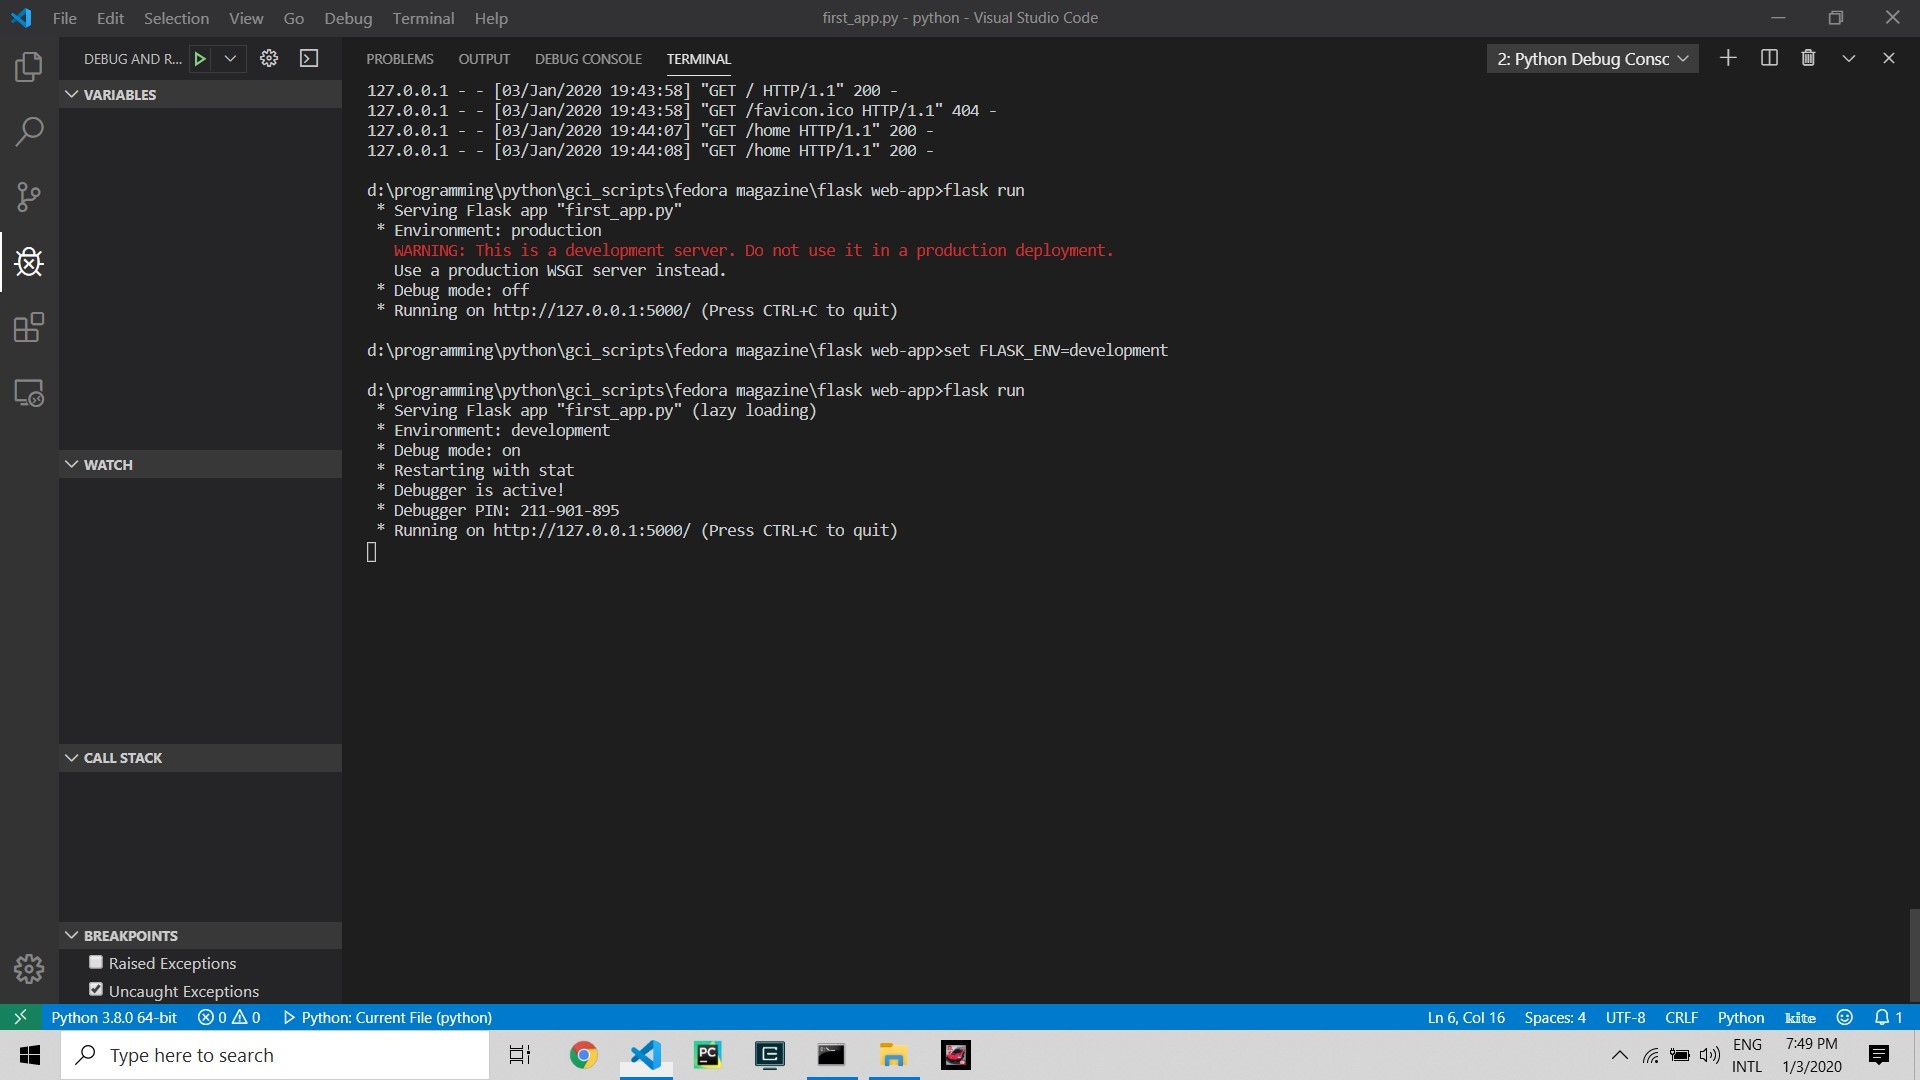 File Edit Selection View Go Debug Terminal Help
first_app.py - python - Visual Studio Code
DEBUG AND R...
PROBLEMS OUTPUT DEBUG CONSOLE TERMINAL
2: Python Debug Consc
VARIABLES
WATCH
CALL STACK
BREAKPOINTS
Raised Exceptions
Uncaught Exceptions
127.0.0.1 - - [03/Jan/2020 19:43:58] "GET / HTTP/1.1" 200 -
127.0.0.1 - - [03/Jan/2020 19:43:58] "GET /favicon.ico HTTP/1.1" 404 -
127.0.0.1 - - [03/Jan/2020 19:44:07] "GET /home HTTP/1.1" 200 -
127.0.0.1 - - [03/Jan/2020 19:44:08] "GET /home HTTP/1.1" 200 -
d:\programming\python\gci_scripts\fedora magazine\flask web-app>flask run
* Serving Flask app "first_app.py"
* Environment: production
WARNING: This is a development server. Do not use it in a production deployment.
Use a production WSGI server instead.
* Debug mode: off
* Running on http://127.0.0.1:5000/ (Press CTRL+C to quit)
d:\programming\python\gci_scripts\fedora magazine\flask web-app>set FLASK_ENV=development
d:\programming\python\gci_scripts\fedora magazine\flask web-app>flask run
* Serving Flask app "first_app.py" (lazy loading)
* Environment: development
* Debug mode: on
* Restarting with stat
* Debugger is active!
* Debugger PIN: 211-901-895
* Running on http://127.0.0.1:5000/ (Press CTRL+C to quit)
Python 3.8.0 64-bit 0 0 Python: Current File (python)
Ln 6, Col 16 Spaces: 4 UTF-8 CRLF Python kite 1
Type here to search
PC
ENG
INTL
7:49 PM
1/3/2020